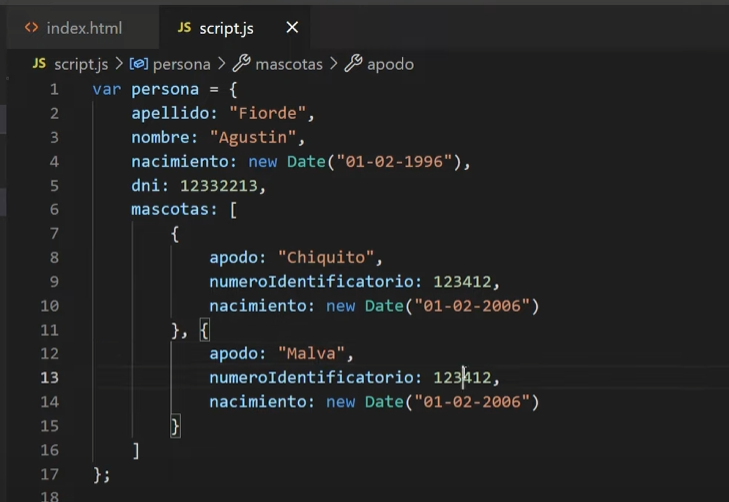 <> index.html JS script.js ×
JS script.js > persona > mascotas > apodo
1 var persona = {
2 apellido: "Fiorde",
3 nombre: "Agustin",
4 nacimiento: new Date("01-02-1996"),
5 dni: 12332213,
6 mascotas: [
7 {
8 apodo: "Chiquito",
9 numeroIdentificatorio: 123412,
10 nacimiento: new Date("01-02-2006")
11 }, {
12 apodo: "Malva",
13 numeroIdentificatorio: 123412,
14 nacimiento: new Date("01-02-2006")
15 }
16 ]
17 };
18